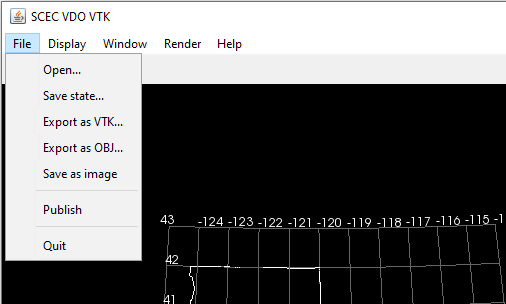 SCEC VDO VTK
File Display Window Render Help
Open...
Save state...
Export as VTK...
Export as OBJ...
Save as image
Publish
Quit
43 -124 -123 -122 -121 -120 -119 -118 -117 -116 -115 -1
42
41